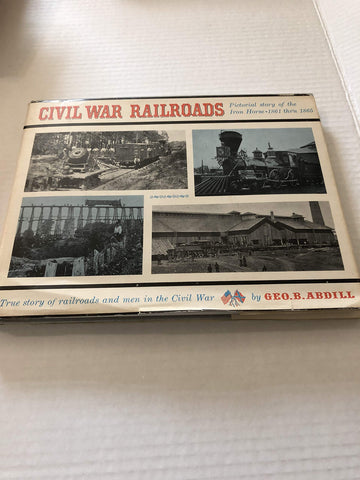 CIVIL WAR RAILROADS
Pictorial story of the
Iron Horse-1861 thru 1865
True story of railroads and men in the Civil War
by GEO. B. ABDILL